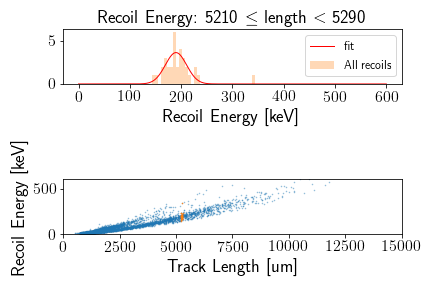 Recoil Energy: 5210 ≤ length < 5290
5
0
fit
All recoils
0 100 200 300 400 500 600
Recoil Energy [keV]
Recoil Energy [keV]
500
0
0 2500 5000 7500 10000 12500 15000
Track Length [um]